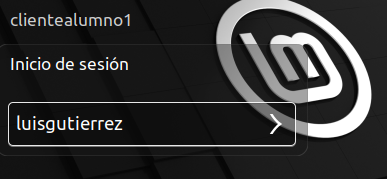 clientealumno1
Inicio de sesión
luisgutierrez